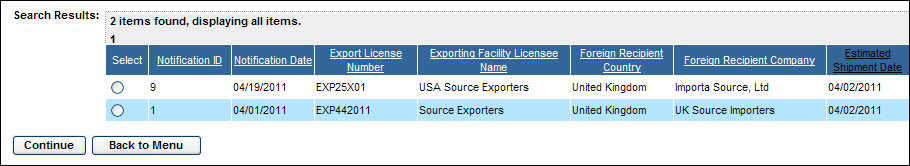 Search Results:
2 items found, displaying all items.
1
Select Notification ID Notification Date Export License Number Exporting Facility Licensee Name Foreign Recipient Country Foreign Recipient Company Estimated Shipment Date
9 04/19/2011 EXP25X01 USA Source Exporters United Kingdom Importa Source, Ltd 04/02/2011
1 04/01/2011 EXP442011 Source Exporters United Kingdom UK Source Importers 04/02/2011
Continue Back to Menu